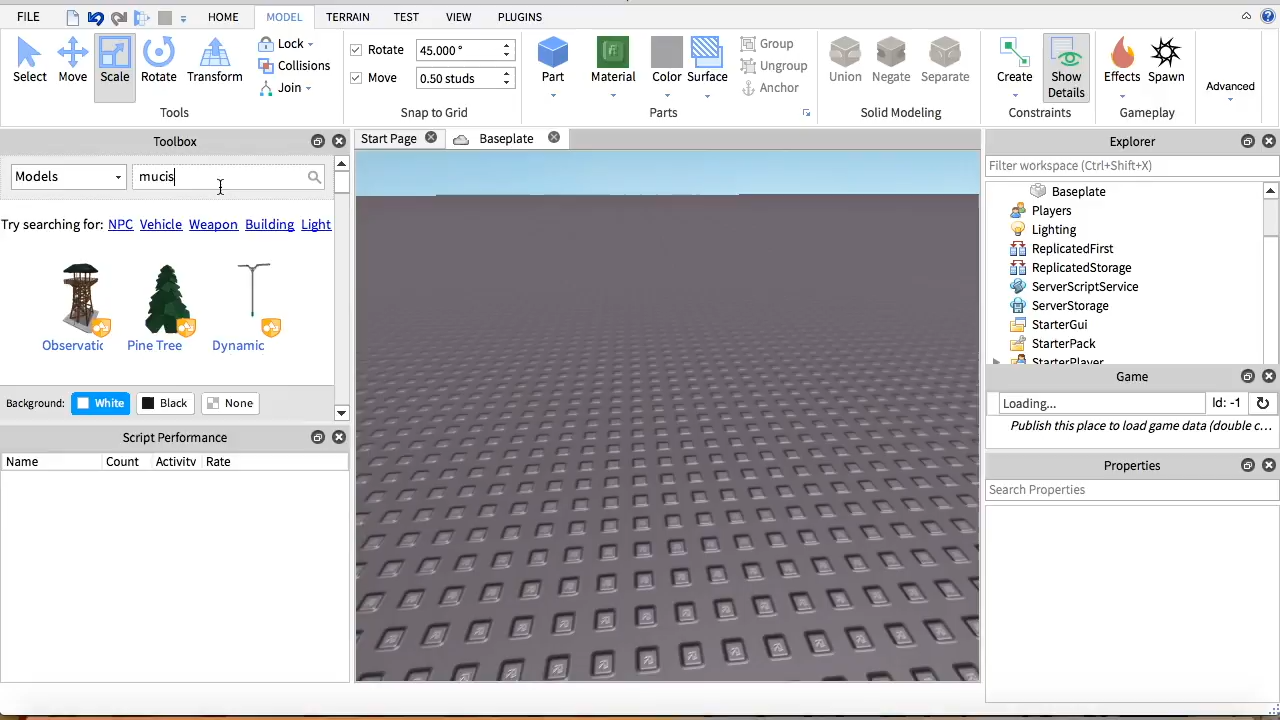 FILE HOME MODEL TERRAIN TEST VIEW PLUGINS
Select Move Scale Rotate Transform
Lock
Collisions
Join
Tools
Rotate 45.000 °
Move 0.50 studs
Snap to Grid
Part Material Color Surface
Group
Ungroup
Anchor
Parts
Union Negate Separate
Solid Modeling
Create Show Details
Constraints
Effects Spawn
Gameplay
Advanced
Toolbox
Models mucis
Try searching for: NPC Vehicle Weapon Building Light
Observatic Pine Tree Dynamic
Background: White Black None
Script Performance
Name Count Activity Rate
Start Page Baseplate
Explorer
Filter workspace (Ctrl+Shift+X)
Baseplate
Players
Lighting
ReplicatedFirst
ReplicatedStorage
ServerScriptService
ServerStorage
StarterGui
StarterPack
StarterPlayer
Game
Loading... Id: -1
Publish this place to load game data (double c...
Properties
Search Properties